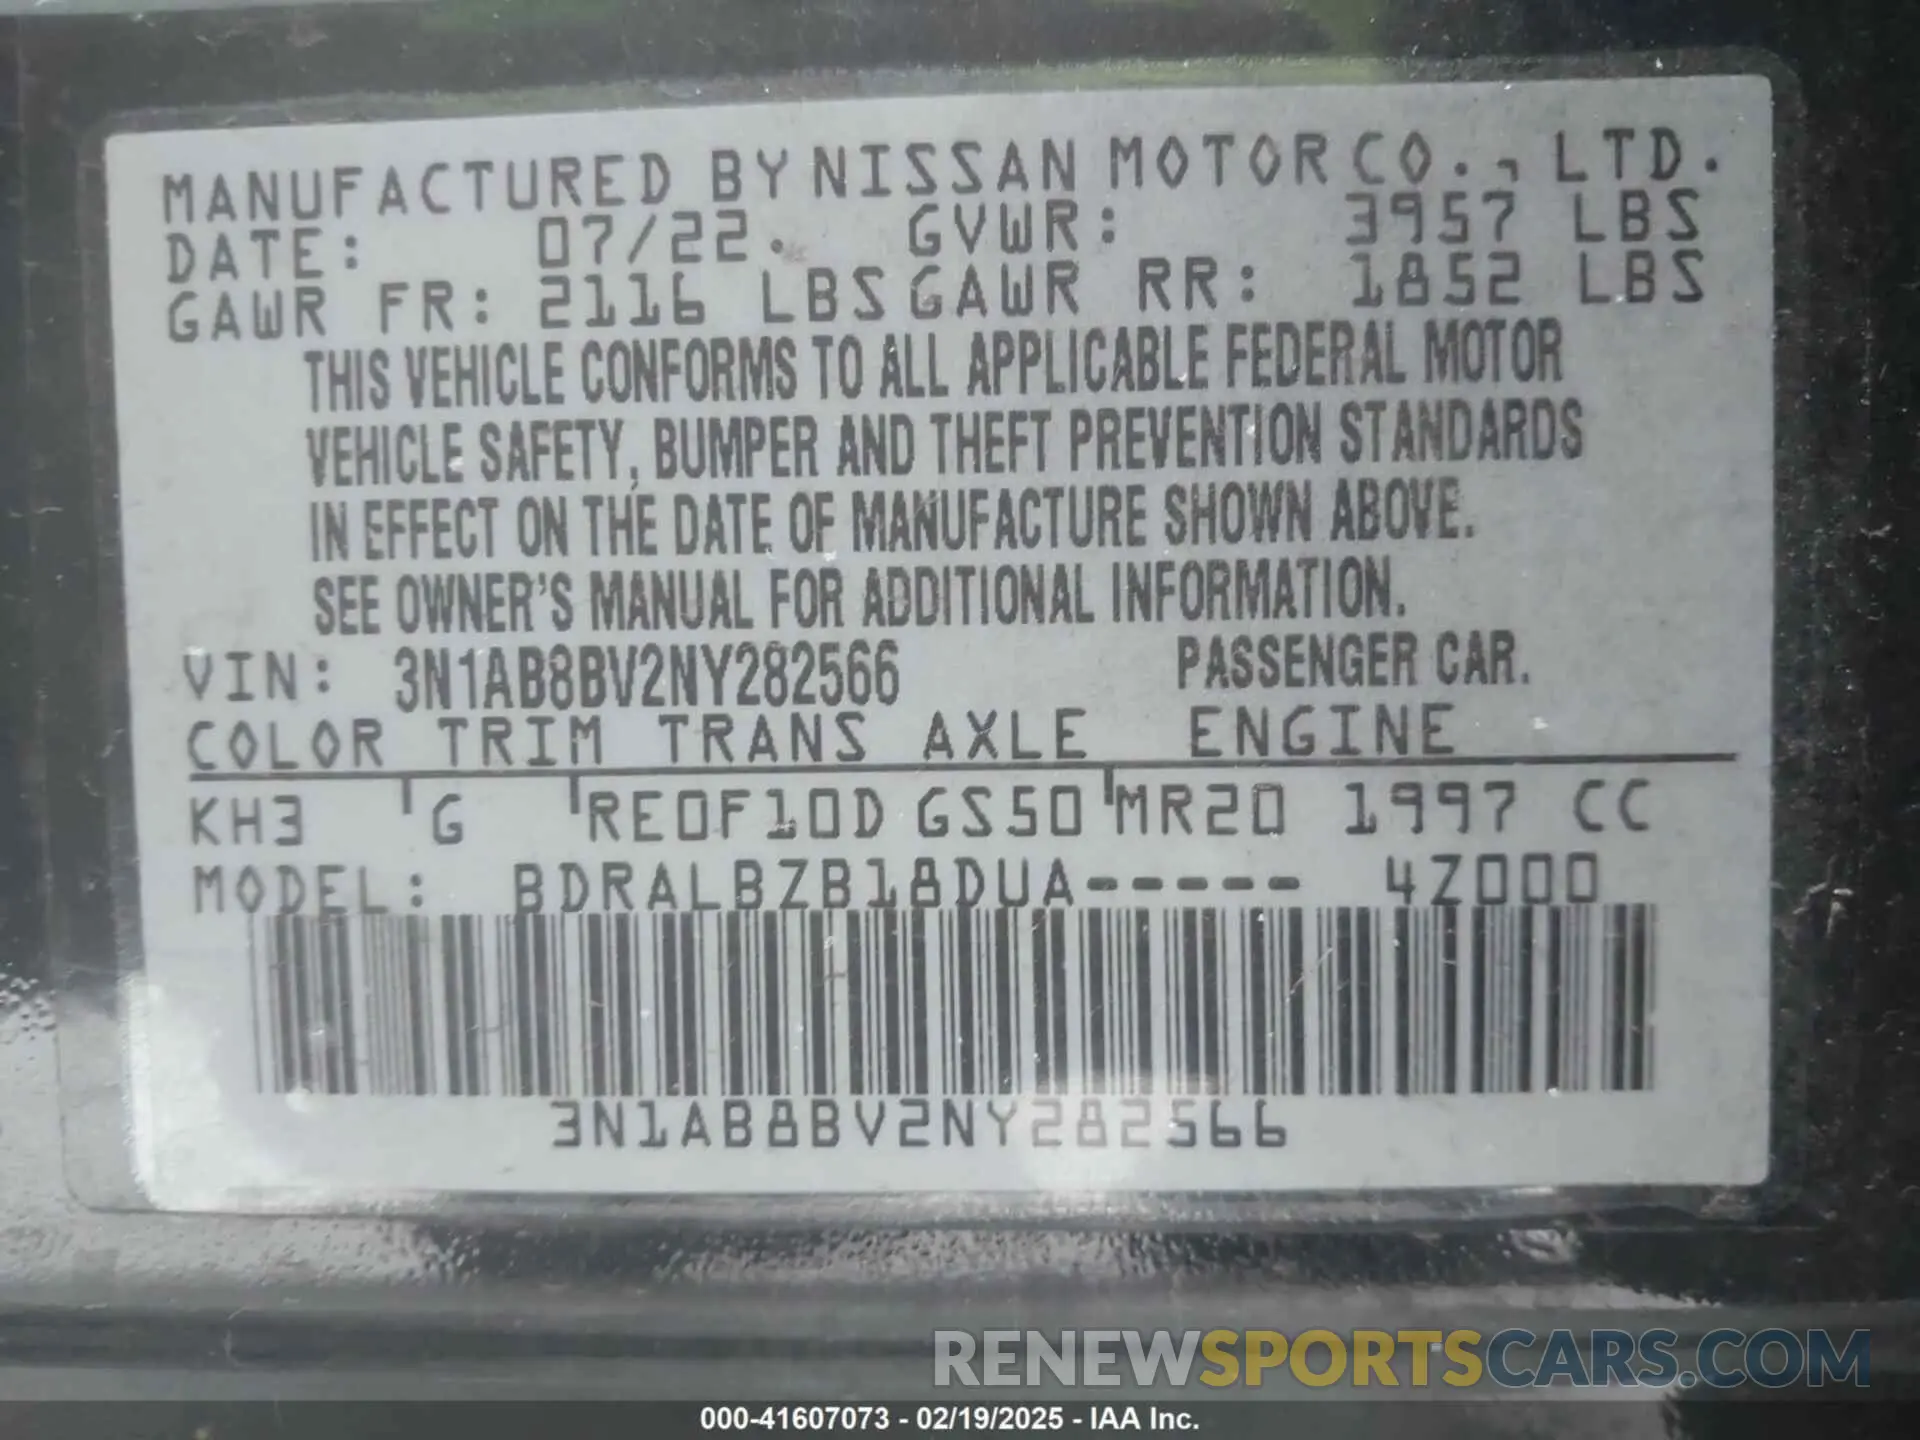 MANUFACTURED BY NISSAN MOTOR CO., LTD.
DATE: 07/22. GVWR: 3957 LBS
GAWR FR: 2116 LBS GAWR RR: 1852 LBS
THIS VEHICLE CONFORMS TO ALL APPLICABLE FEDERAL MOTOR
VEHICLE SAFETY, BUMPER AND THEFT PREVENTION STANDARDS
IN EFFECT ON THE DATE OF MANUFACTURE SHOWN ABOVE.
SEE OWNER'S MANUAL FOR ADDITIONAL INFORMATION.
VIN: 3N1AB8BV2NY282566 PASSENGER CAR.
COLOR TRIM TRANS AXLE ENGINE
KH3 G RE0F10D GS50 MR20 1997 CC
MODEL: BDRALBZB18DUA----- 4Z000
3N1AB8BV2NY282566
RENEWSPORTSCARS.COM
000-41607073 - 02/19/2025 - IAA Inc.